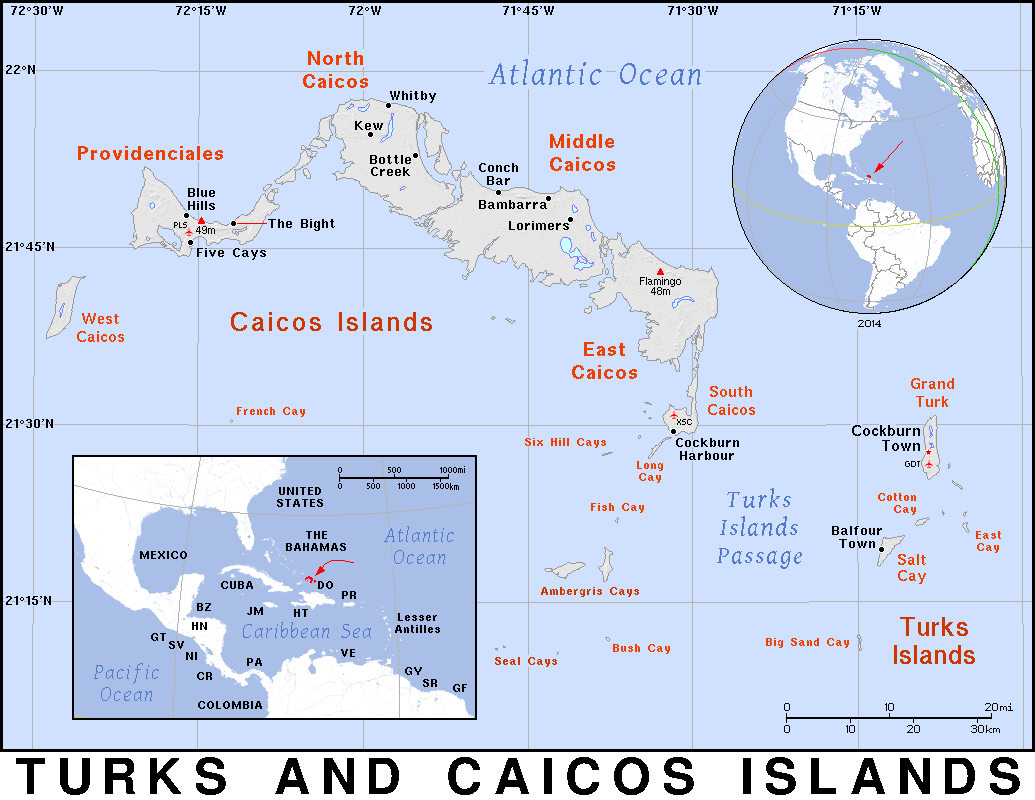 72°30'W 72°15'W 72°W 71°45'W 71°30'W 71°15'W
22°N
21°45'N
21°30'N
21°15'N
Atlantic Ocean
North
Caicos
Whitby
Kew
Bottle
Creek
Providenciales
Blue
Hills
PLS
49m
The Bight
Five Cays
Middle
Caicos
Conch
Bar
Bambarra
Lorimers
Flamingo
48m
West
Caicos
Caicos Islands
East
Caicos
2014
French Cay
South
Caicos
XSC
Cockburn
Harbour
Six Hill Cays
Long
Cay
Grand
Turk
Cockburn
Town
GDT
Fish Cay
Turks
Islands
Passage
Cotton
Cay
Balfour
Town
East
Cay
Salt
Cay
Ambergris Cays
Turks
Islands
Big Sand Cay
Bush Cay
Seal Cays
0 10 20mi
0 10 20 30km
0 500 1000mi
0 500 1000 1500km
UNITED
STATES
THE
BAHAMAS
Atlantic
Ocean
MEXICO
CUBA
DO
PR
BZ
JM
HT
Lesser
Antilles
HN
Caribbean Sea
GT
SV
NI
PA
VE
Pacific
Ocean
CR
GY
SR
GF
COLOMBIA
TURKS AND CAICOS ISLANDS